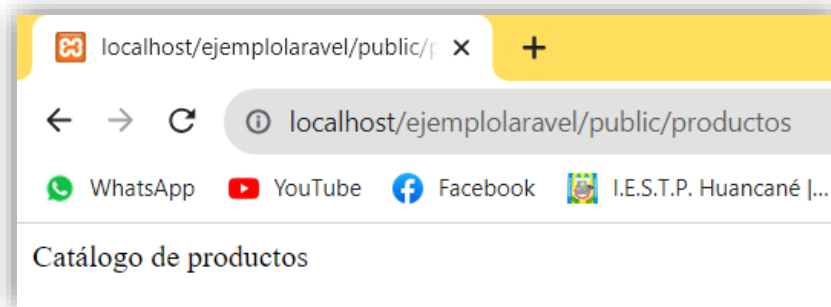 localhost/ejemplolaravel/public/p
localhost/ejemplolaravel/public/productos
WhatsApp YouTube Facebook I.E.S.T.P. Huancané |...
Catálogo de productos